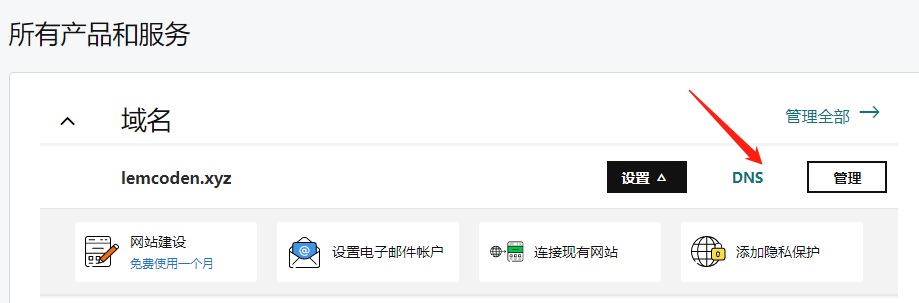 所有产品和服务
域名
管理全部
lemcoden.xyz
设置
DNS
管理
网站建设
免费使用一个月
设置电子邮件帐户
连接现有网站
添加隐私保护